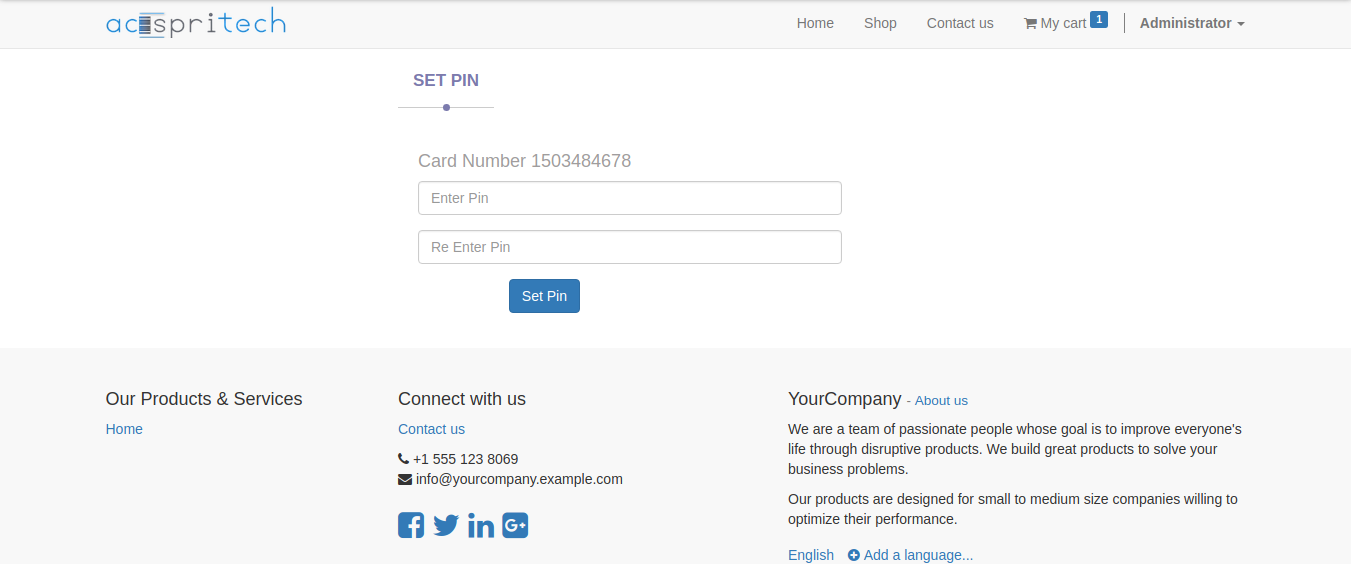 acespritech
Home Shop Contact us My cart 1 Administrator
SET PIN
Card Number 1503484678
Enter Pin
Re Enter Pin
Set Pin
Our Products & Services
Home
Connect with us
Contact us
+1 555 123 8069
info@yourcompany.example.com
YourCompany - About us
We are a team of passionate people whose goal is to improve everyone's
life through disruptive products. We build great products to solve your
business problems.
Our products are designed for small to medium size companies willing to
optimize their performance.
English Add a language...